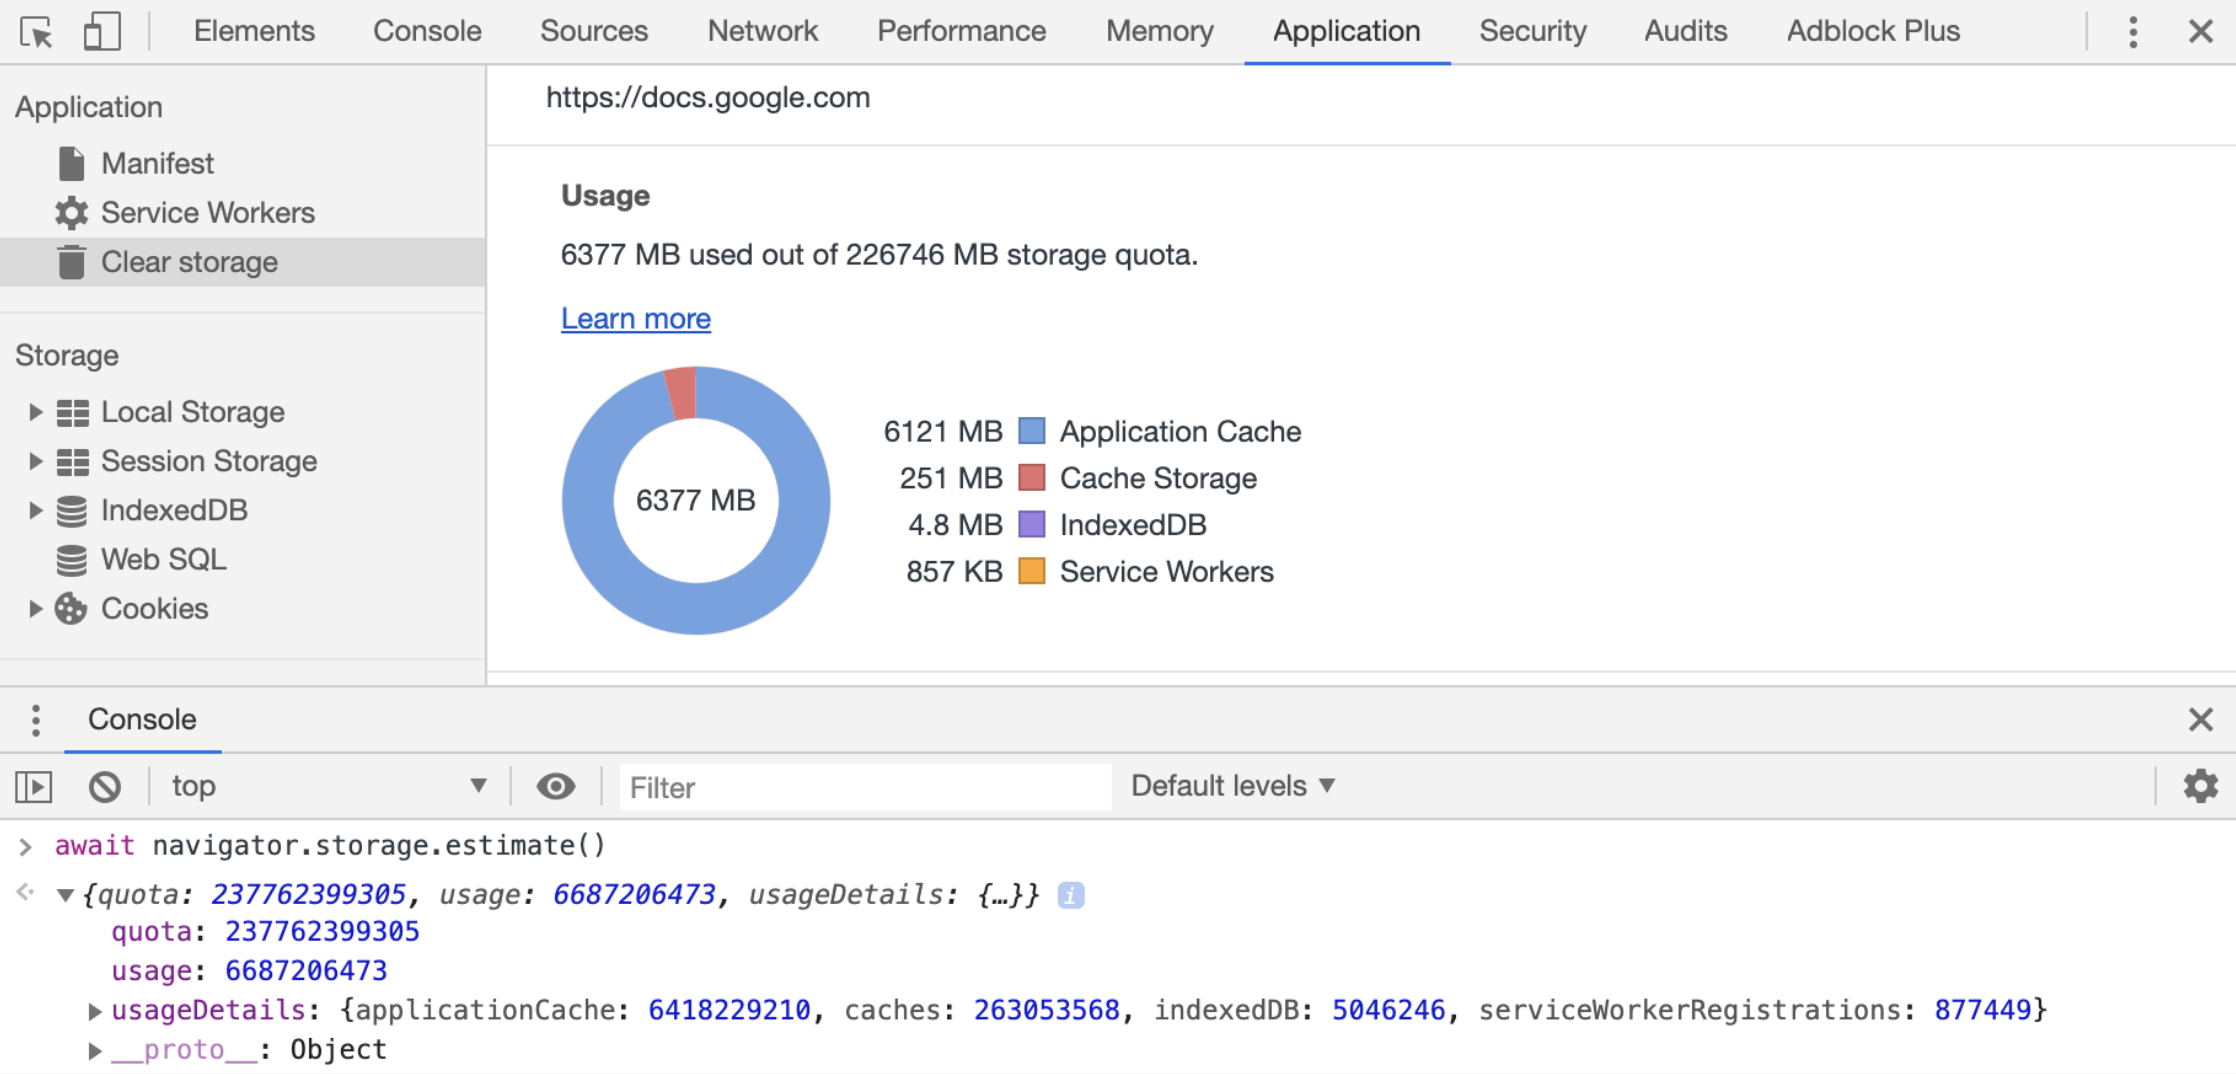 Elements Console Sources Network Performance Memory Application Security Audits Adblock Plus
Application
Manifest
Service Workers
Clear storage
Storage
Local Storage
Session Storage
IndexedDB
Web SQL
Cookies
https://docs.google.com
Usage
6377 MB used out of 226746 MB storage quota.
Learn more
6377 MB
6121 MB Application Cache
251 MB Cache Storage
4.8 MB IndexedDB
857 KB Service Workers
Console
top Filter Default levels ▼
> await navigator.storage.estimate()
{quota: 237762399305, usage: 6687206473, usageDetails: {…}} i
quota: 237762399305
usage: 6687206473
usageDetails: {applicationCache: 6418229210, caches: 263053568, indexedDB: 5046246, serviceWorkerRegistrations: 877449}
__proto__: Object